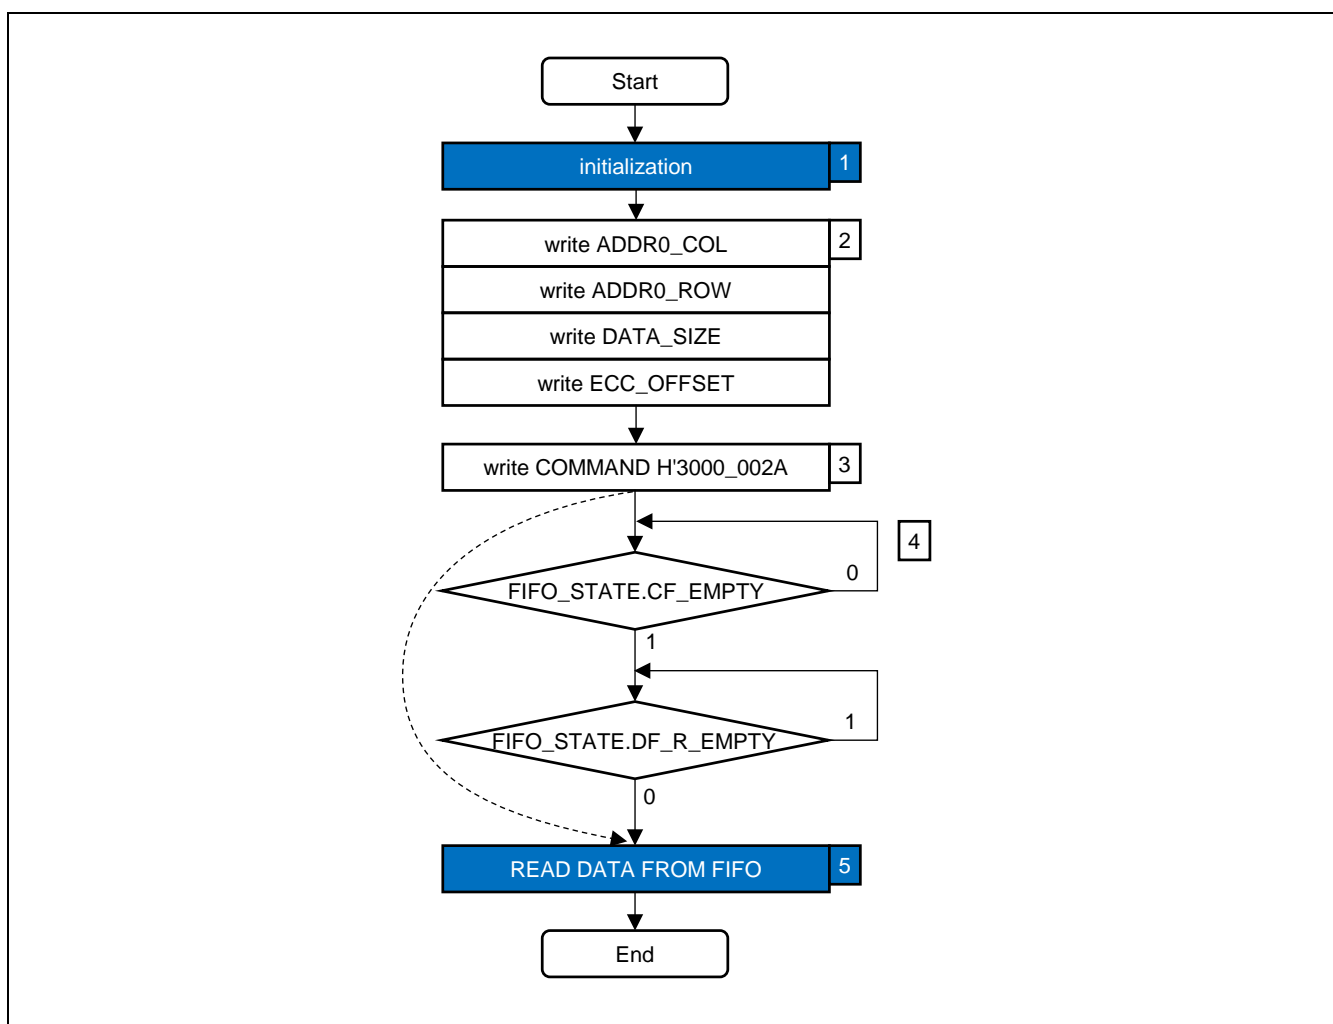 Start
initialization
1
write ADDR0_COL
2
write ADDR0_ROW
write DATA_SIZE
write ECC_OFFSET
write COMMAND H'3000_002A
3
4
FIFO_STATE.CF_EMPTY
0
1
FIFO_STATE.DF_R_EMPTY
1
0
READ DATA FROM FIFO
5
End